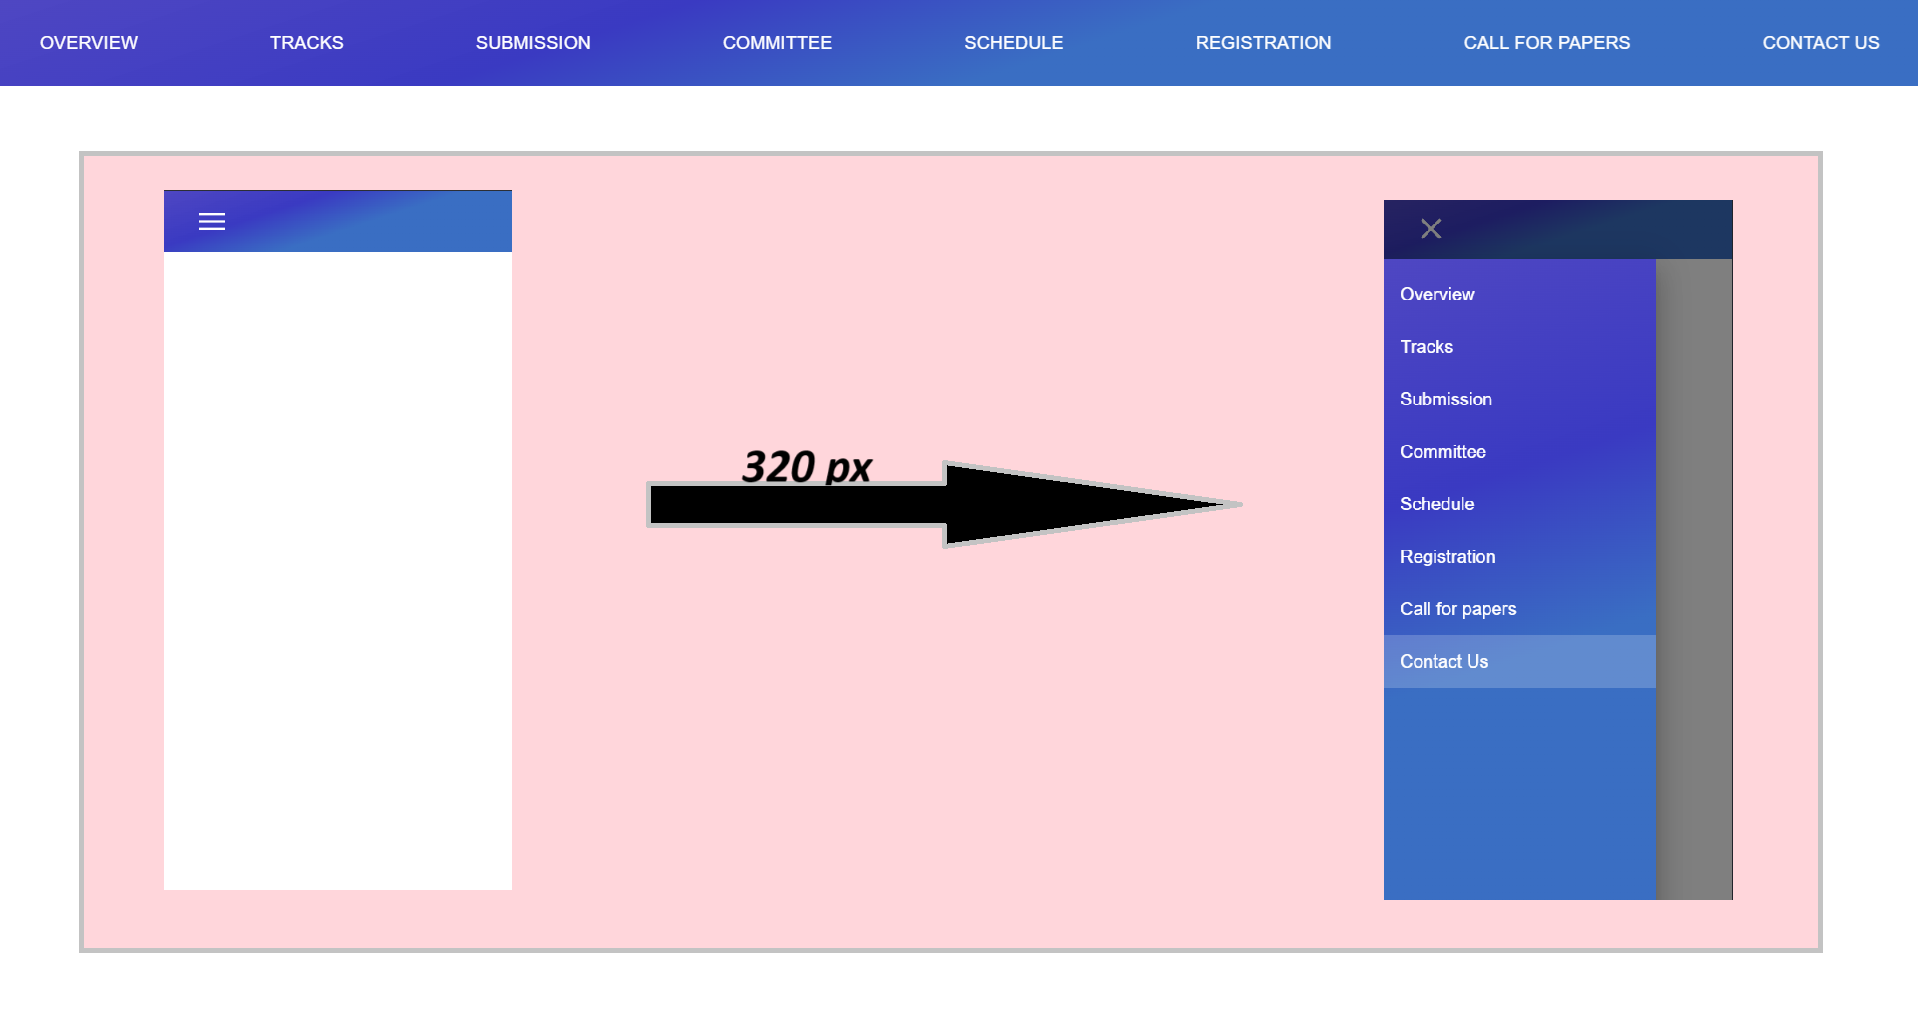 OVERVIEW TRACKS SUBMISSION COMMITTEE SCHEDULE REGISTRATION CALL FOR PAPERS CONTACT US
320 px
Overview
Tracks
Submission
Committee
Schedule
Registration
Call for papers
Contact Us